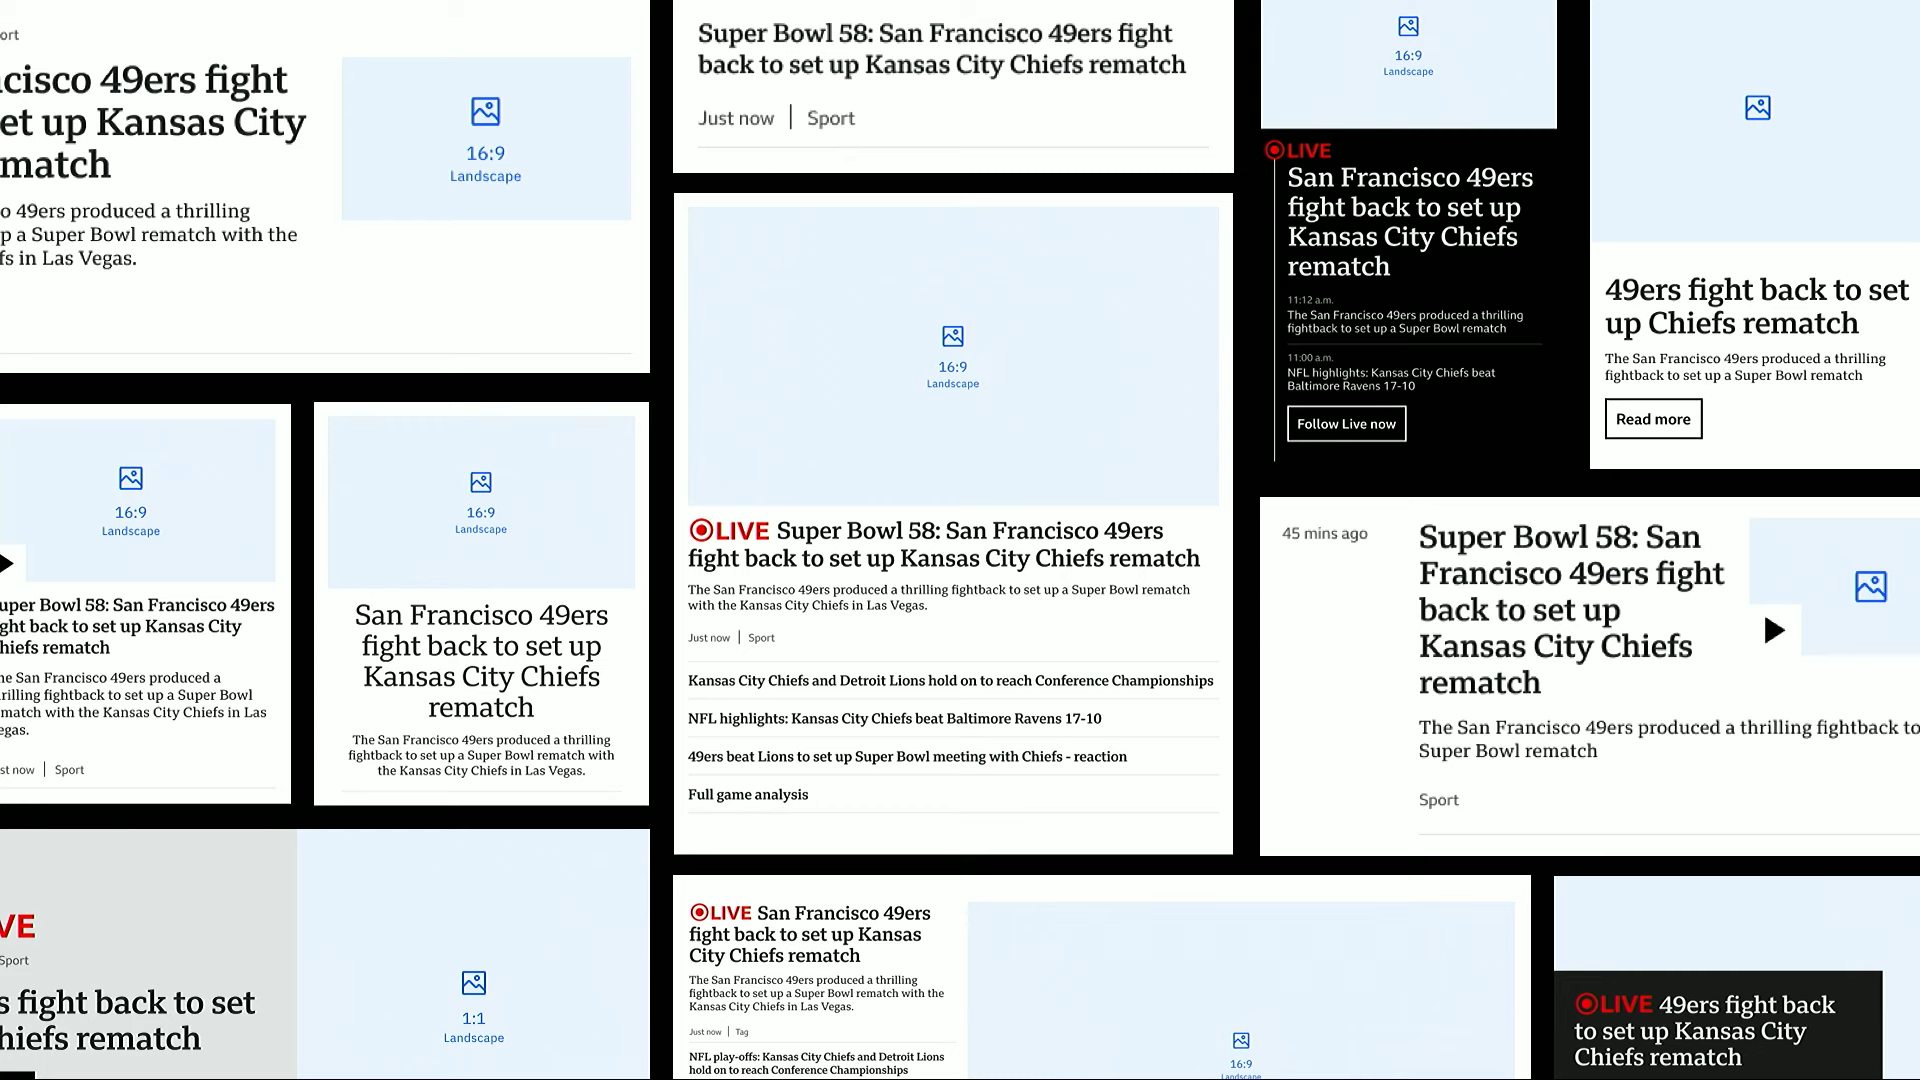 ort
cisco 49ers fight
et up Kansas City
match
o 49ers produced a thrilling
p a Super Bowl rematch with the
fs in Las Vegas.
16:9
Landscape
Super Bowl 58: San Francisco 49ers fight
back to set up Kansas City Chiefs rematch
Just now | Sport
16:9
Landscape
LIVE
San Francisco 49ers
fight back to set up
Kansas City Chiefs
rematch
11:12 a.m.
The San Francisco 49ers produced a thrilling
fightback to set up a Super Bowl rematch
11:00 a.m.
NFL highlights: Kansas City Chiefs beat
Baltimore Ravens 17-10
Follow Live now
49ers fight back to set
up Chiefs rematch
The San Francisco 49ers produced a thrilling
fightback to set up a Super Bowl rematch
Read more
16:9
Landscape
uper Bowl 58: San Francisco 49ers
ght back to set up Kansas City
hiefs rematch
he San Francisco 49ers produced a
rilling fightback to set up a Super Bowl
match with the Kansas City Chiefs in Las
egas.
st now | Sport
16:9
Landscape
San Francisco 49ers
fight back to set up
Kansas City Chiefs
rematch
The San Francisco 49ers produced a thrilling
fightback to set up a Super Bowl rematch with
the Kansas City Chiefs in Las Vegas.
16:9
Landscape
LIVE Super Bowl 58: San Francisco 49ers
fight back to set up Kansas City Chiefs rematch
The San Francisco 49ers produced a thrilling fightback to set up a Super Bowl rematch
with the Kansas City Chiefs in Las Vegas.
Just now | Sport
Kansas City Chiefs and Detroit Lions hold on to reach Conference Championships
NFL highlights: Kansas City Chiefs beat Baltimore Ravens 17-10
49ers beat Lions to set up Super Bowl meeting with Chiefs - reaction
Full game analysis
45 mins ago
Super Bowl 58: San
Francisco 49ers fight
back to set up
Kansas City Chiefs
rematch
The San Francisco 49ers produced a thrilling fightback to
Super Bowl rematch
Sport
VE
Sport
s fight back to set
hiefs rematch
1:1
Landscape
LIVE San Francisco 49ers
fight back to set up Kansas
City Chiefs rematch
The San Francisco 49ers produced a thrilling
fightback to set up a Super Bowl rematch with the
Kansas City Chiefs in Las Vegas.
Just now | Tag
NFL play-offs: Kansas City Chiefs and Detroit Lions
hold on to reach Conference Championships
16:9
Landscape
LIVE 49ers fight back
to set up Kansas City
Chiefs rematch